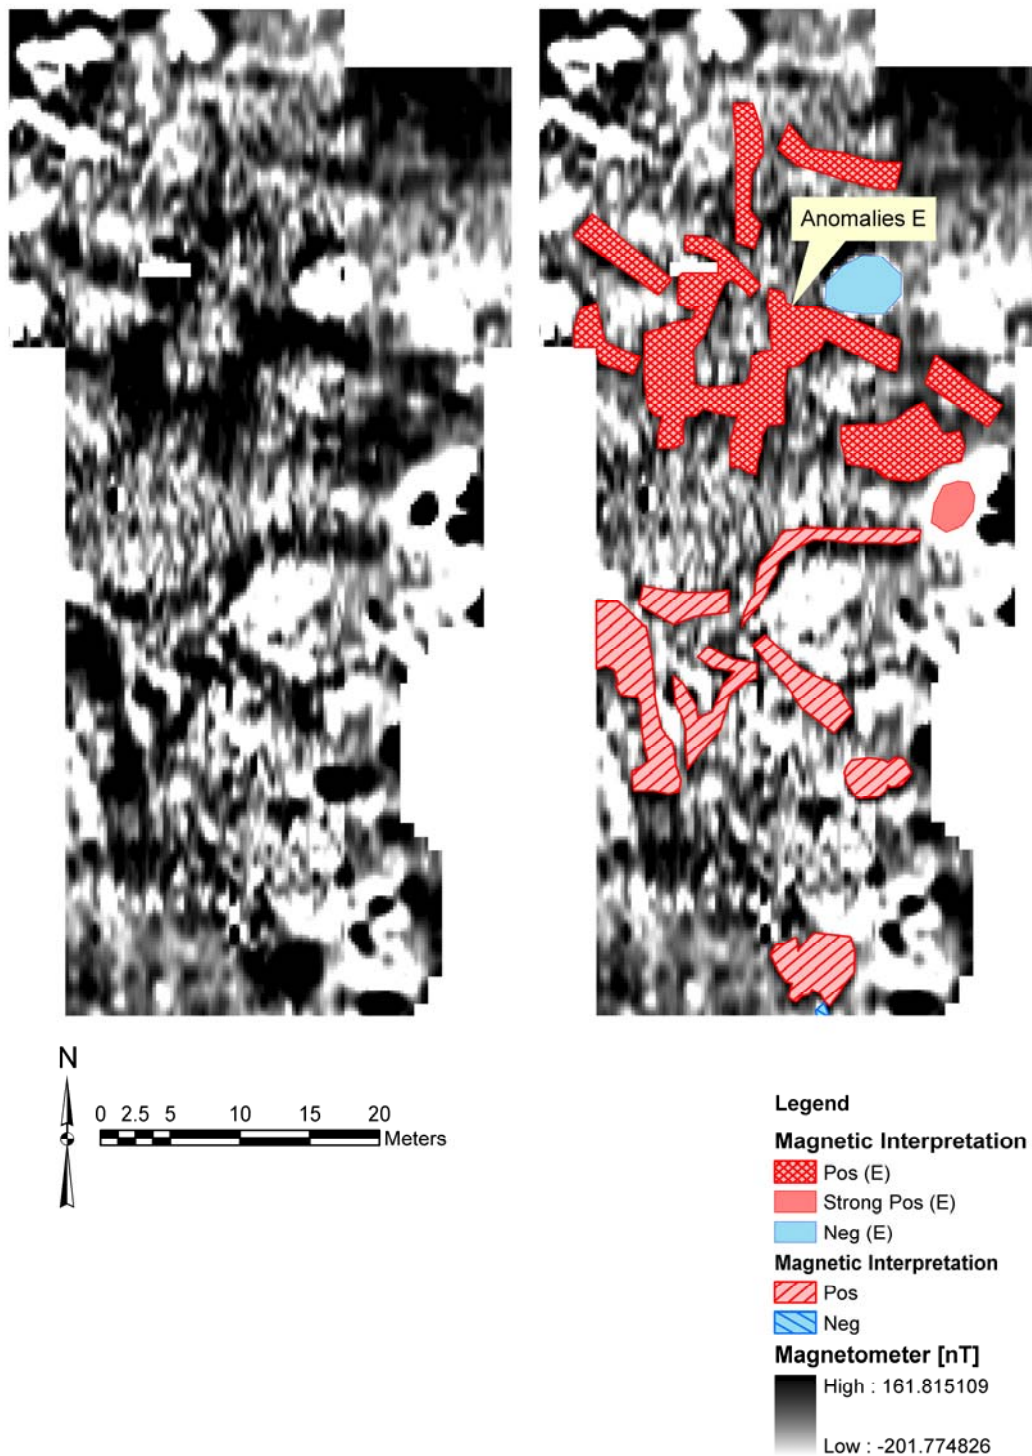 Anomalies E
N
0 2.5 5 10 15 20
Meters
Legend
Magnetic Interpretation
Pos (E)
Strong Pos (E)
Neg (E)
Magnetic Interpretation
Pos
Neg
Magnetometer [nT]
High : 161.815109
Low : -201.774826